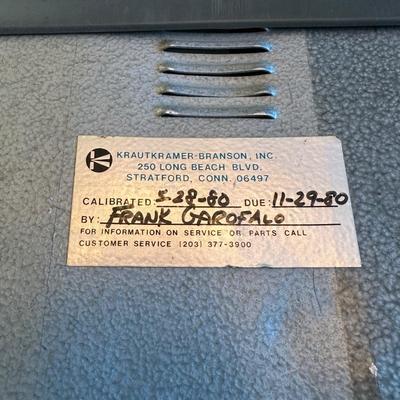 KRAUTKRAMER-BRANSON, INC.
250 LONG BEACH BLVD.
STRATFORD, CONN. 06497
CALIBRATED: 5-28-80 DUE: 11-29-80
BY: FRANK GAROFALO
FOR INFORMATION ON SERVICE OR PARTS CALL
CUSTOMER SERVICE (203) 377-3900